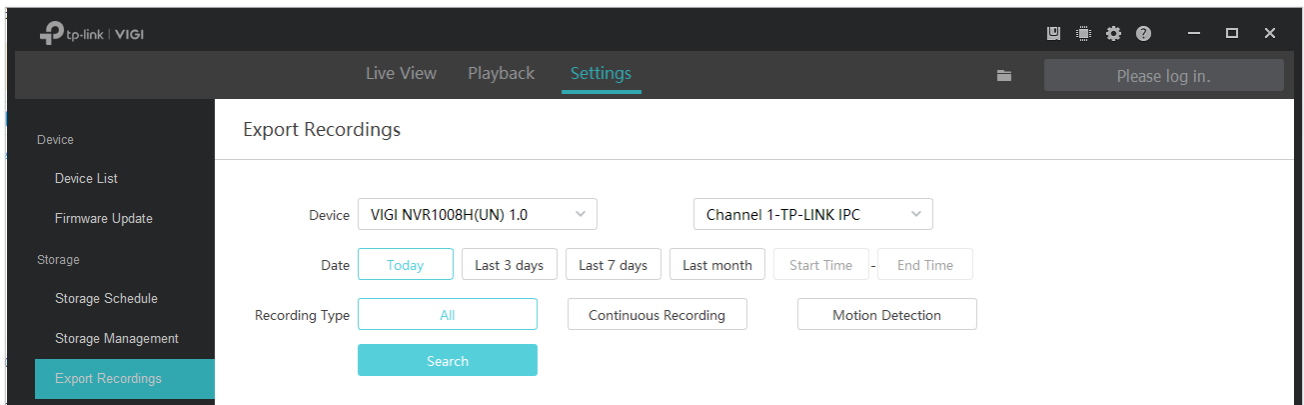 tp-link | VIGI
Live View Playback Settings Please log in.
Device
Device List
Firmware Update
Storage
Storage Schedule
Storage Management
Export Recordings
Export Recordings
Device VIGI NVR1008H(UN) 1.0 Channel 1-TP-LINK IPC
Date Today Last 3 days Last 7 days Last month Start Time - End Time
Recording Type All Continuous Recording Motion Detection
Search